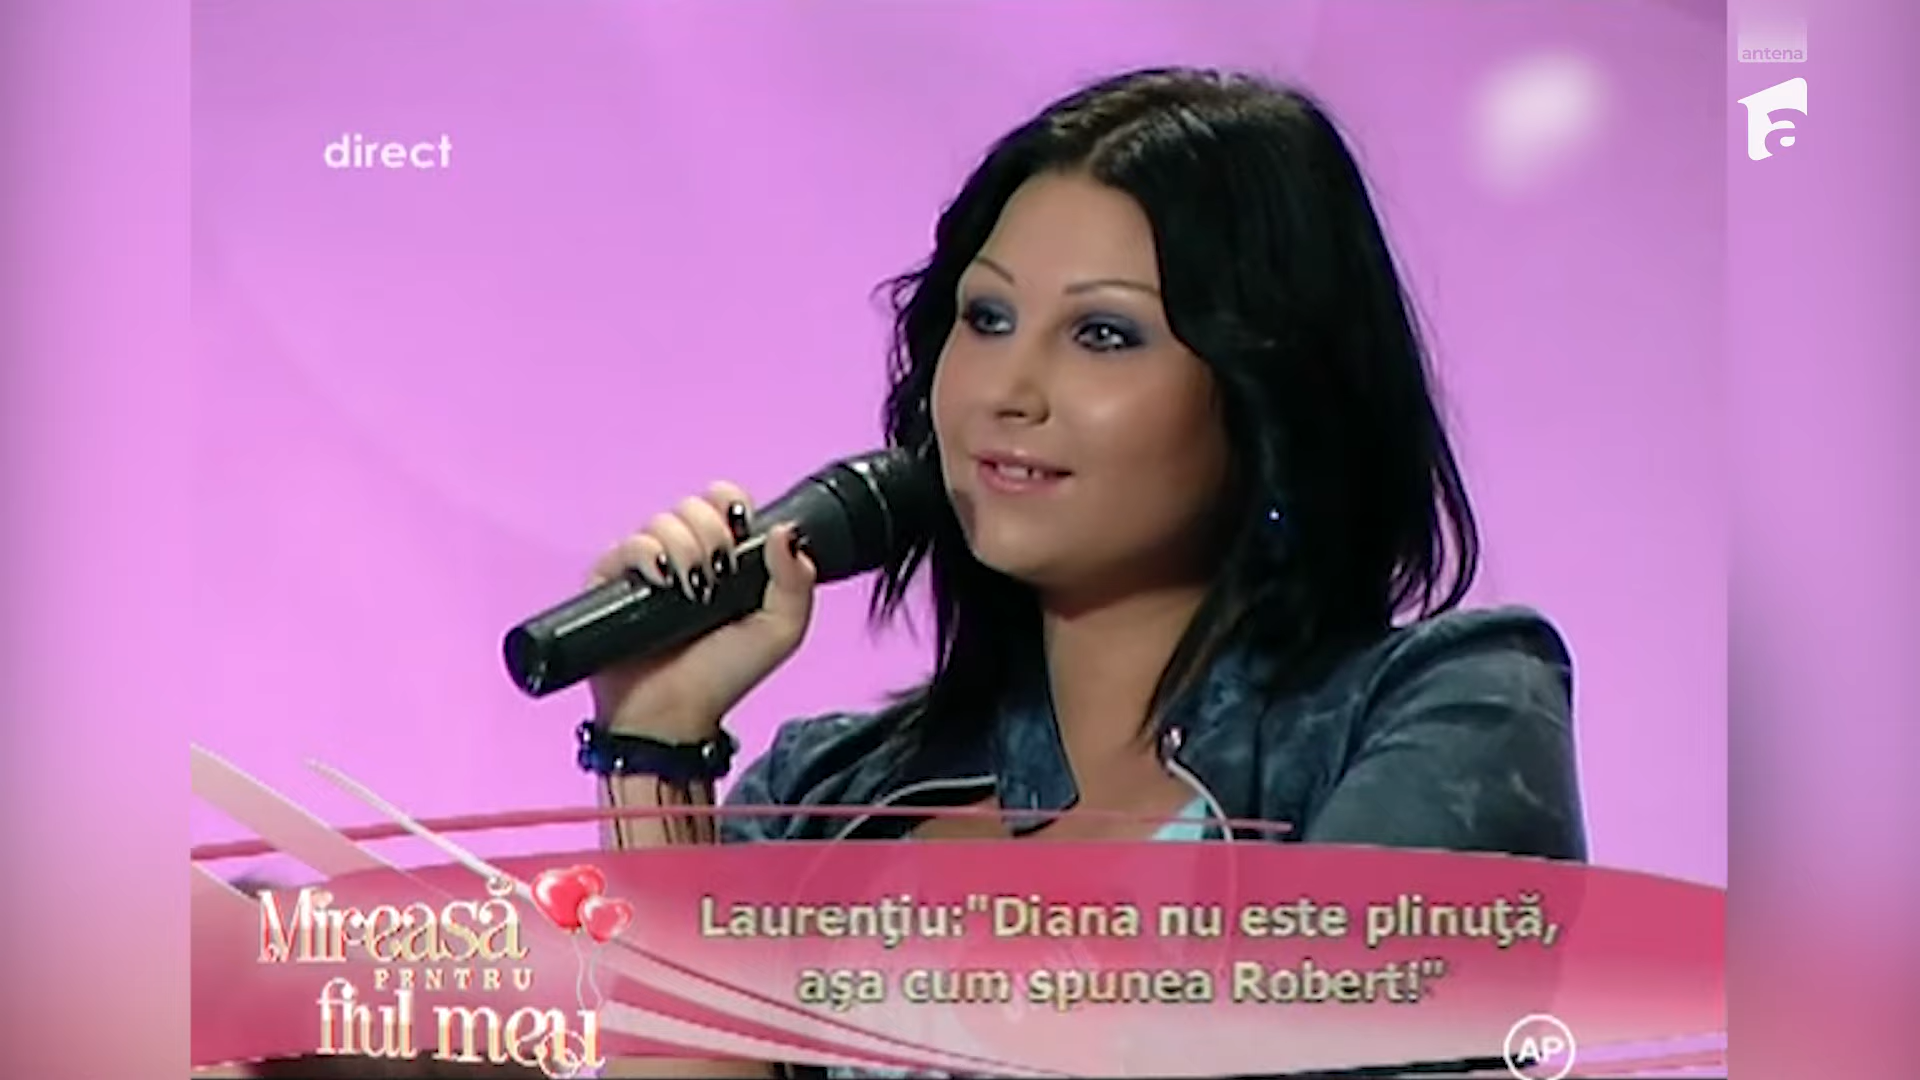 antena
a
direct
Laurenţiu:"Diana nu este plinuţă,
aşa cum spunea Robert!"
Mireasă
PENTRU
fiul meu
AP